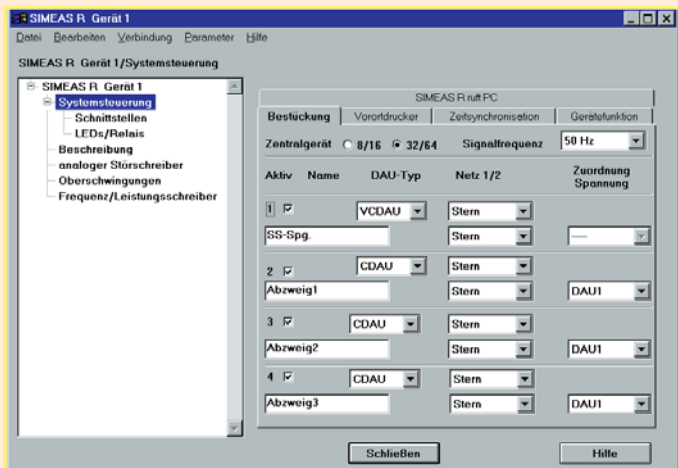 SIMEAS R Gerät 1
Datei Bearbeiten Verbindung Parameter Hilfe
SIMEAS R Gerät 1/Systemsteuerung
SIMEAS R Gerät 1
Systemsteuerung
Schnittstellen
LEDs/Relais
Beschreibung
analoger Störschreiber
Oberschwingungen
Frequenz/Leistungsschreiber
SIMEAS R ruft PC
Bestückung Vorortdrucker Zeitsynchronisation Gerätefunktion
Zentralgerät 8/16 32/64 Signalfrequenz 50 Hz
Aktiv Name DAU-Typ Netz 1/2 Zuordnung
Spannung
1 VCDAU Stern
SS-Spg. Stern ----
2 CDAU Stern
Abzweig1 Stern DAU1
3 CDAU Stern
Abzweig2 Stern DAU1
4 CDAU Stern
Abzweig3 Stern DAU1
Schließen Hilfe